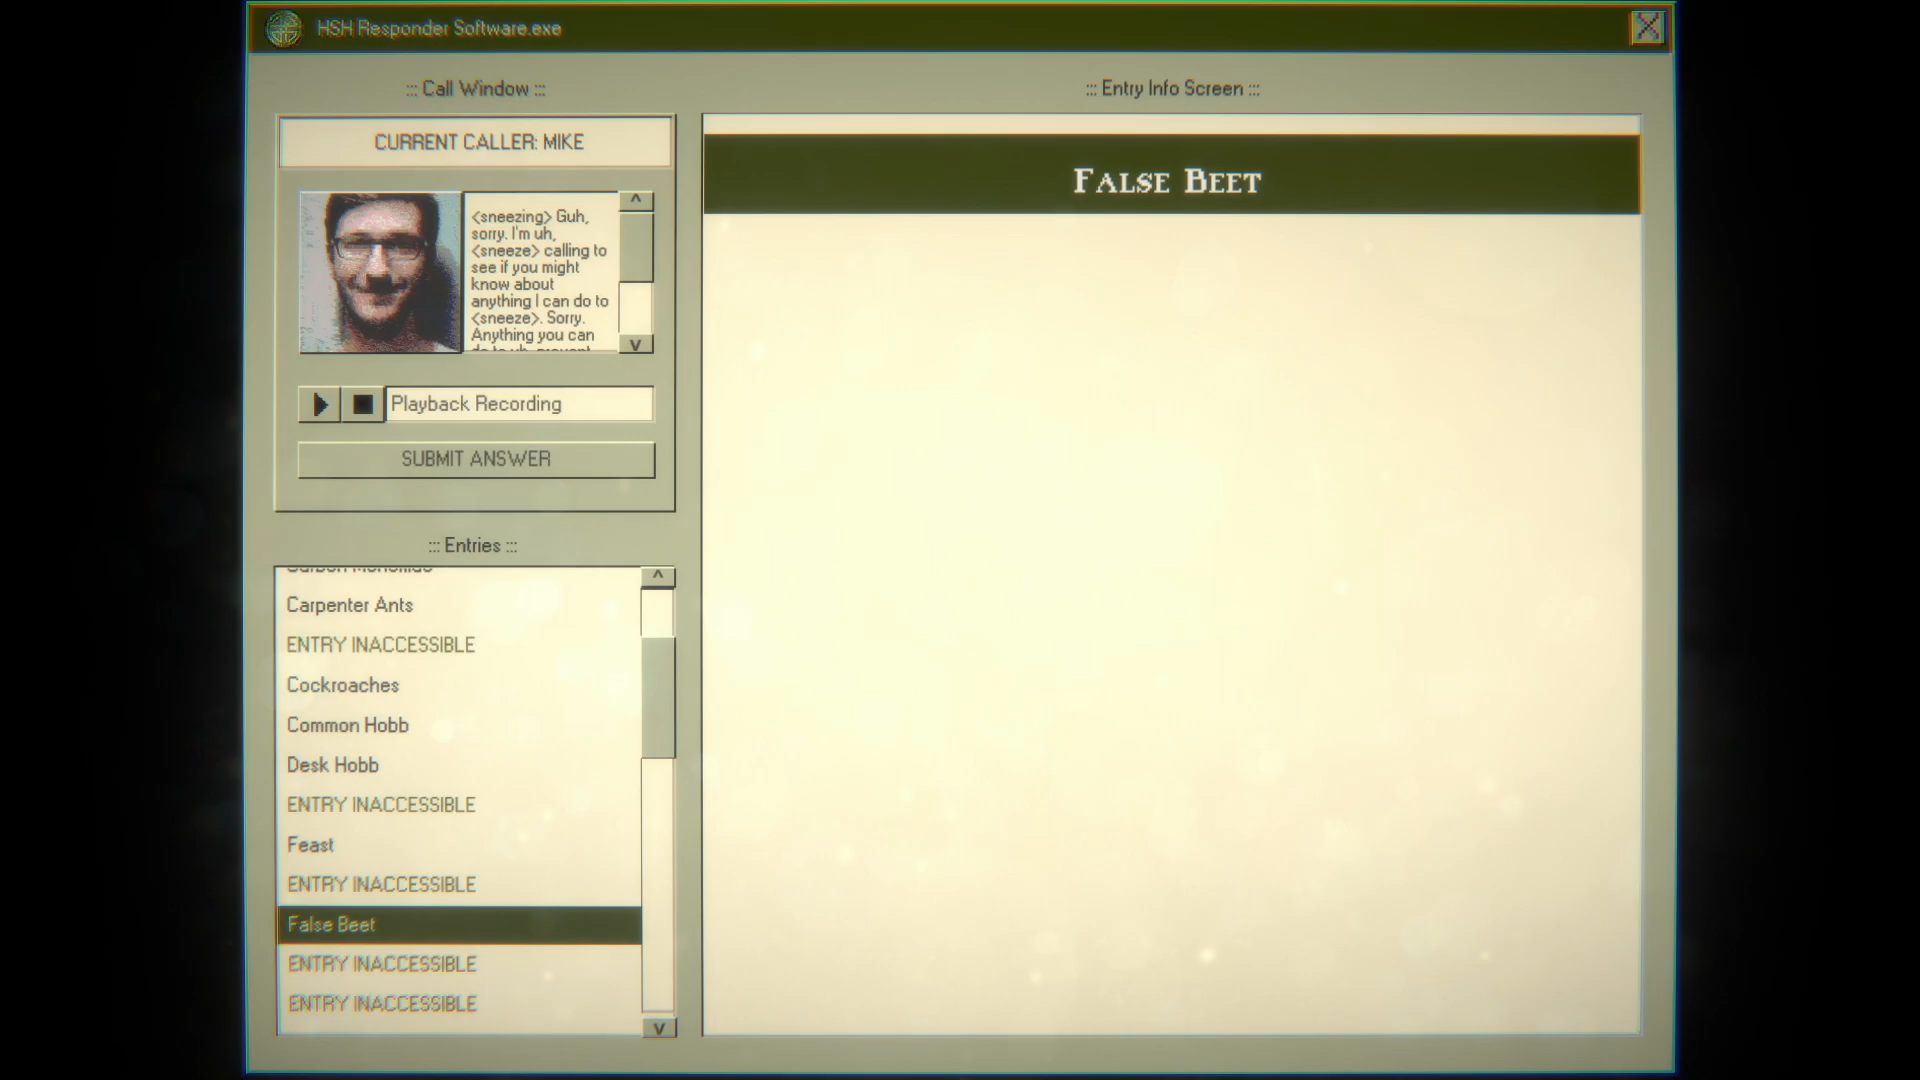 HSH Responder Software.exe
::: Call Window :::
::: Entry Info Screen :::
CURRENT CALLER: MIKE
<sneezing> Guh,
sorry. I'm uh,
<sneeze> calling to
see if you might
know about
anything I can do to
<sneeze>. Sorry.
Anything you can
Playback Recording
SUBMIT ANSWER
::: Entries :::
Carpenter Ants
ENTRY INACCESSIBLE
Cockroaches
Common Hobb
Desk Hobb
ENTRY INACCESSIBLE
Feast
ENTRY INACCESSIBLE
False Beet
ENTRY INACCESSIBLE
ENTRY INACCESSIBLE
False Beet